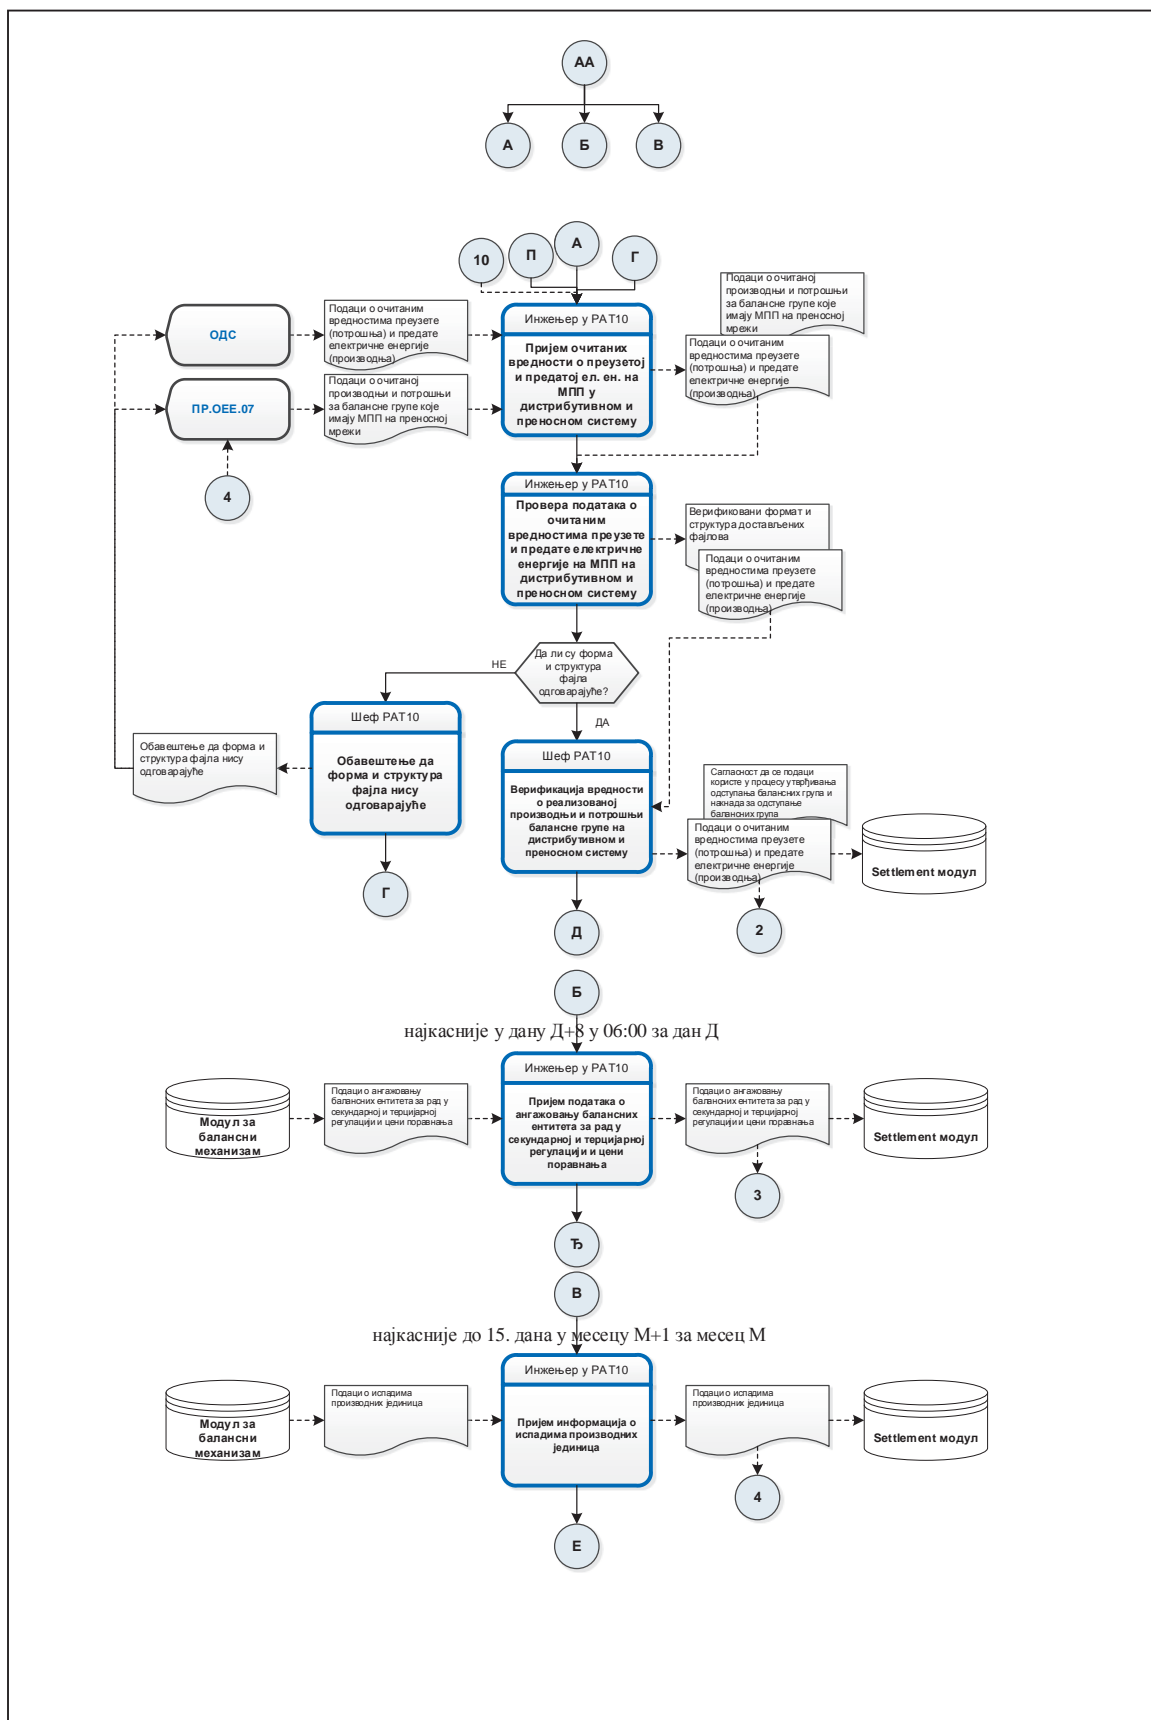 АА
А
Б
В
10
П
А
Г
ОДС
Подаци о очитаним
вредностима преузете
(потрошња) и предате
електричне енергије
(производња)
Инжењер у РАТ10
Пријем очитаних
вредности о преузетој
и предатој ел. ен. на
МПП у
дистрибутивном и
преносном систему
Подаци о очитаној
производњи и потрошњи
за балансне групе које
имају МПП на преносној
мрежи
Подаци о очитаним
вредностима преузете
(потрошња) и предате
електричне енергије
(производња)
ПР.ОЕЕ.07
Подаци о очитаној
производњи и потрошњи
за балансне групе које
имају МПП на преносној
мрежи
4
Инжењер у РАТ10
Провера података о
очитаним
вредностима преузете
и предате електричне
енергије на МПП на
дистрибутивном и
преносном систему
Верификовани формат и
структура достављених
фајлова
Подаци о очитаним
вредностима преузете
(потрошња) и предате
електричне енергије
(производња)
Да ли су форма
и структура
фајла
одговарајуће?
НЕ
ДА
Шеф РАТ10
Обавештење да
форма и структура
фајла нису
одговарајуће
Обавештење да форма и
структура фајла нису
одговарајуће
Г
Шеф РАТ10
Верификација вредности
о реализованој
производњи и потрошњи
балансне групе на
дистрибутивном и
преносном систему
Сагласност да се подаци
користе у процесу утврђивања
одступања балансних група и
накнада за одступање
балансних група
Подаци о очитаним
вредностима преузете
(потрошња) и предате
електричне енергије
(производња)
Settlement модул
Д
2
Б
најкасније у дану Д+8 у 06:00 за дан Д
Модул за
балансни
механизам
Подаци о ангажовању
балансних ентитета за рад у
секундарној и терцијарној
регулацији и цени поравнања
Инжењер у РАТ10
Пријем података о
ангажовању балансних
ентитета за рад у
секундарној и терцијарној
регулацији и цени
поравнања
Подаци о ангажовању
балансних ентитета за рад у
секундарној и терцијарној
регулацији и цени поравнања
Settlement модул
3
Ђ
В
најкасније до 15. дана у месецу М+1 за месец М
Модул за
балансни
механизам
Подаци о испадима
производних јединица
Инжењер у РАТ10
Пријем информација о
испадима производних
јединица
Подаци о испадима
производних јединица
Settlement модул
4
Е